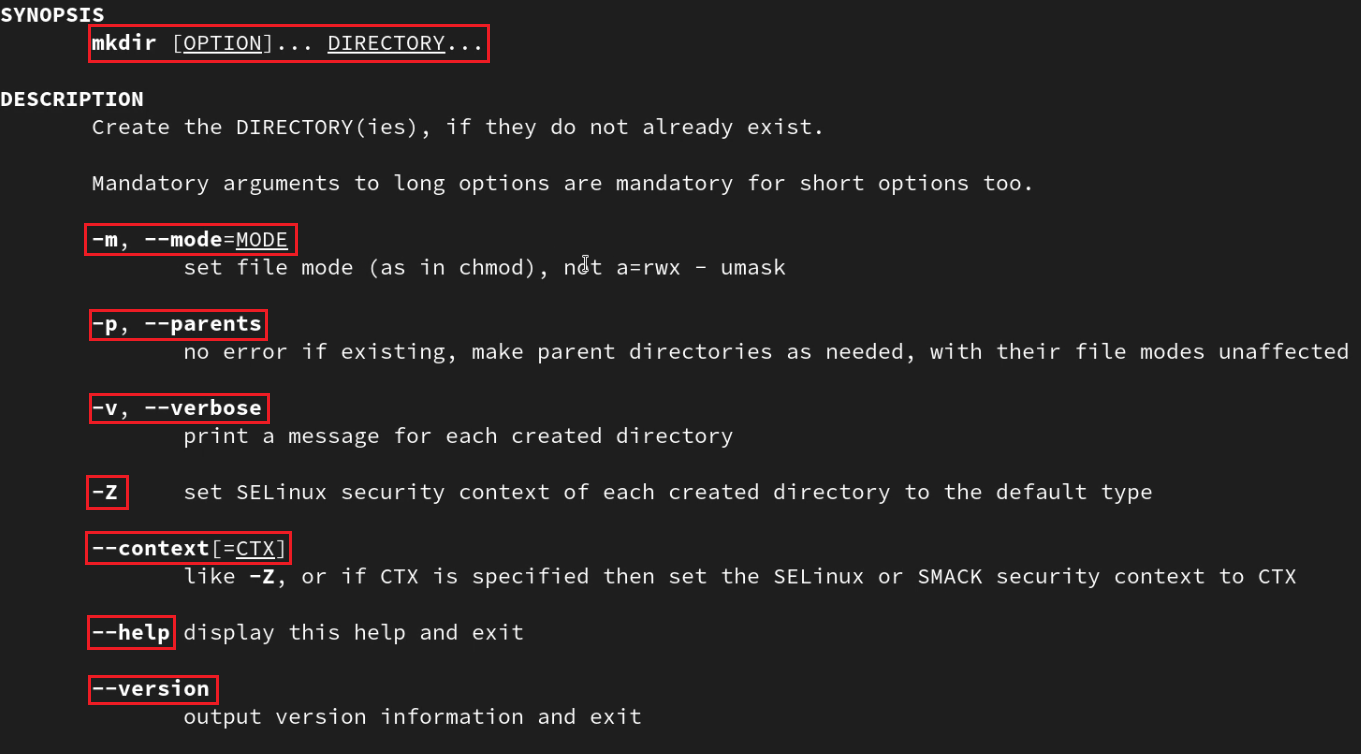 SYNOPSIS
mkdir [OPTION]... DIRECTORY...
DESCRIPTION
Create the DIRECTORY(ies), if they do not already exist.
Mandatory arguments to long options are mandatory for short options too.
-m, --mode=MODE
set file mode (as in chmod), not a=rwx - umask
-p, --parents
no error if existing, make parent directories as needed, with their file modes unaffected
-v, --verbose
print a message for each created directory
-Z set SELinux security context of each created directory to the default type
--context[=CTX]
like -Z, or if CTX is specified then set the SELinux or SMACK security context to CTX
--help display this help and exit
--version
output version information and exit